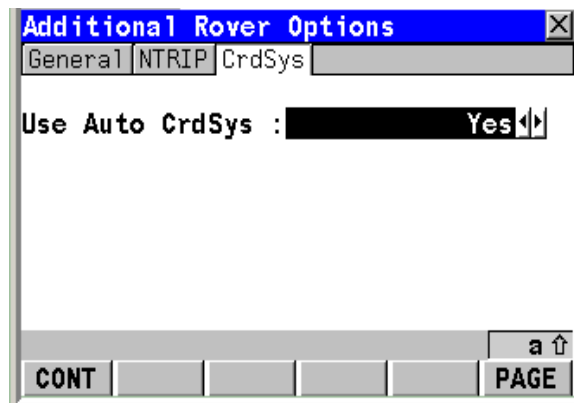 Additional Rover Options
General NTRIP CrdSys
Use Auto CrdSys : Yes
a ⇧
CONT PAGE